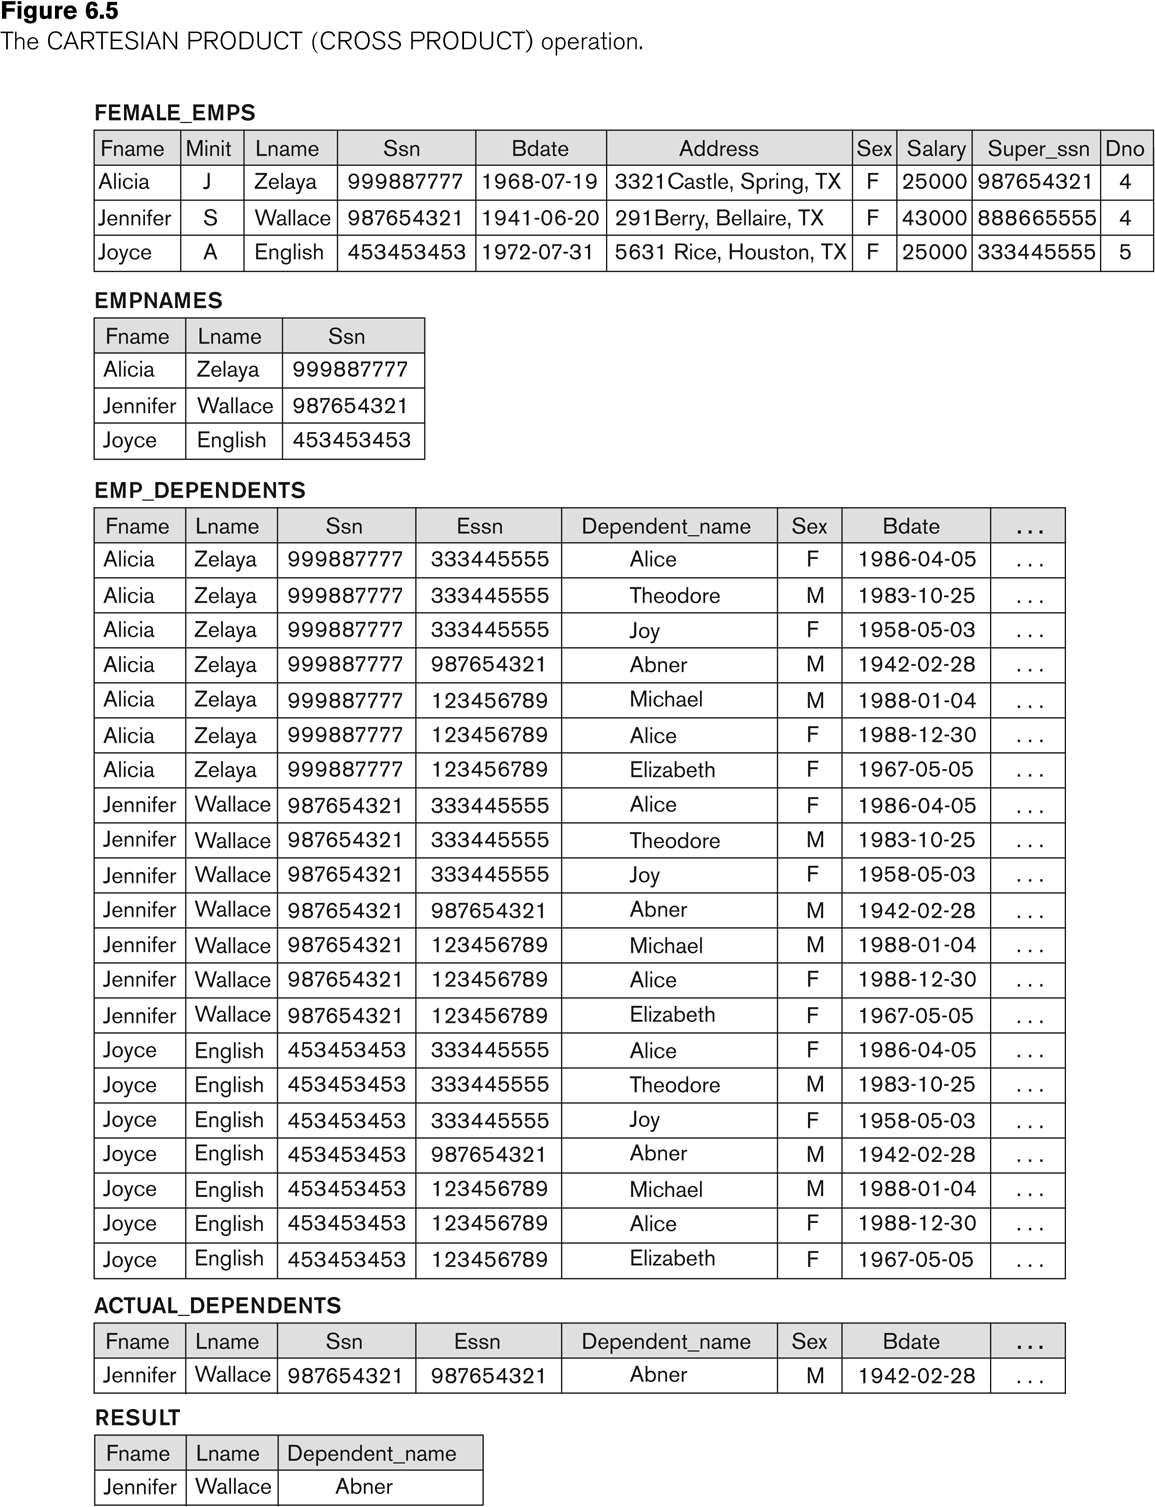 Figure 6.5
The CARTESIAN PRODUCT (CROSS PRODUCT) operation.
FEMALE_EMPS
Fname Minit Lname Ssn Bdate Address Sex Salary Super_ssn Dno
Alicia J Zelaya 999887777 1968-07-19 3321Castle, Spring, TX F 25000 987654321 4
Jennifer S Wallace 987654321 1941-06-20 291Berry, Bellaire, TX F 43000 888665555 4
Joyce A English 453453453 1972-07-31 5631 Rice, Houston, TX F 25000 333445555 5
EMPNAMES
Fname Lname Ssn
Alicia Zelaya 999887777
Jennifer Wallace 987654321
Joyce English 453453453
EMP_DEPENDENTS
Fname Lname Ssn Essn Dependent_name Sex Bdate ...
Alicia Zelaya 999887777 333445555 Alice F 1986-04-05 ...
Alicia Zelaya 999887777 333445555 Theodore M 1983-10-25 ...
Alicia Zelaya 999887777 333445555 Joy F 1958-05-03 ...
Alicia Zelaya 999887777 987654321 Abner M 1942-02-28 ...
Alicia Zelaya 999887777 123456789 Michael M 1988-01-04 ...
Alicia Zelaya 999887777 123456789 Alice F 1988-12-30 ...
Alicia Zelaya 999887777 123456789 Elizabeth F 1967-05-05 ...
Jennifer Wallace 987654321 333445555 Alice F 1986-04-05 ...
Jennifer Wallace 987654321 333445555 Theodore M 1983-10-25 ...
Jennifer Wallace 987654321 333445555 Joy F 1958-05-03 ...
Jennifer Wallace 987654321 987654321 Abner M 1942-02-28 ...
Jennifer Wallace 987654321 123456789 Michael M 1988-01-04 ...
Jennifer Wallace 987654321 123456789 Alice F 1988-12-30 ...
Jennifer Wallace 987654321 123456789 Elizabeth F 1967-05-05 ...
Joyce English 453453453 333445555 Alice F 1986-04-05 ...
Joyce English 453453453 333445555 Theodore M 1983-10-25 ...
Joyce English 453453453 333445555 Joy F 1958-05-03 ...
Joyce English 453453453 987654321 Abner M 1942-02-28 ...
Joyce English 453453453 123456789 Michael M 1988-01-04 ...
Joyce English 453453453 123456789 Alice F 1988-12-30 ...
Joyce English 453453453 123456789 Elizabeth F 1967-05-05 ...
ACTUAL_DEPENDENTS
Fname Lname Ssn Essn Dependent_name Sex Bdate ...
Jennifer Wallace 987654321 987654321 Abner M 1942-02-28 ...
RESULT
Fname Lname Dependent_name
Jennifer Wallace Abner